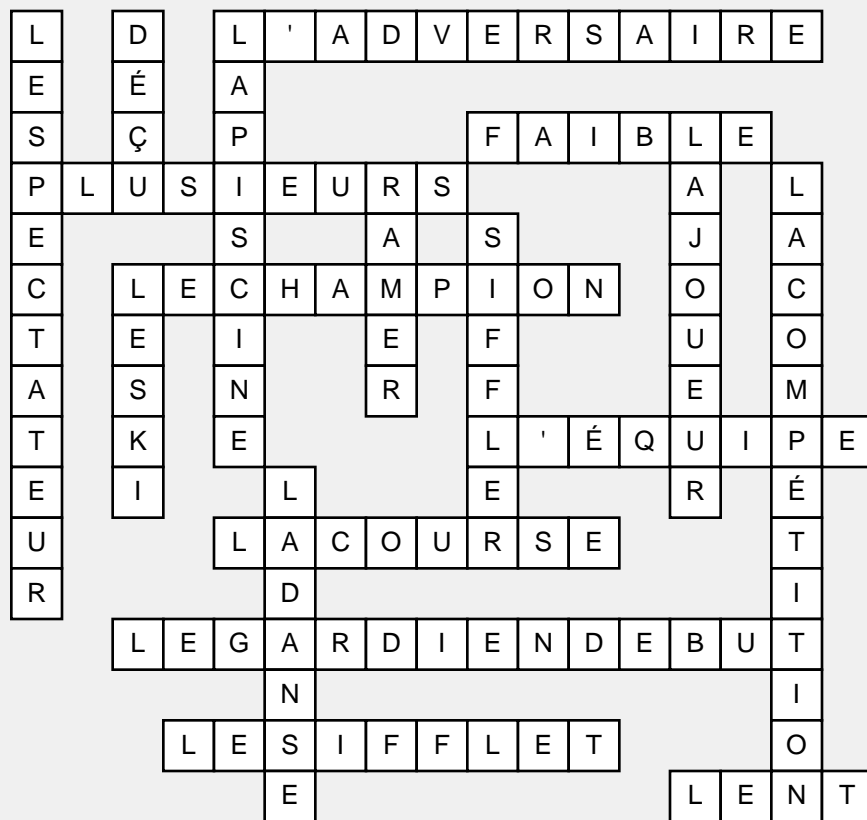 L D L ' A D V E R S A I R E
E É A
S Ç P F A I B L E
P L U S I E U R S A L
E S A S J A
C L E C H A M P I O N O C
T E I E F U O
A S N R F E M
T K E L ' É Q U I P E
E I L E R É
U L A C O U R S E T
R D I
L E G A R D I E N D E B U T
N I
L E S I F F L E T O
E L E N T